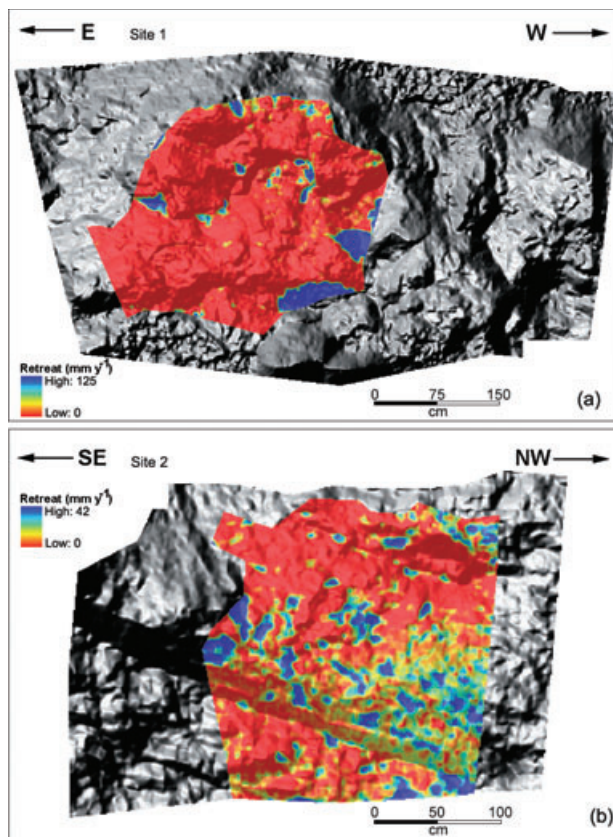 E Site 1 W
Retreat (mm y⁻¹)
High: 125
Low: 0
0 75 150
cm
(a)
SE Site 2 NW
Retreat (mm y⁻¹)
High: 42
Low: 0
0 50 100
cm
(b)